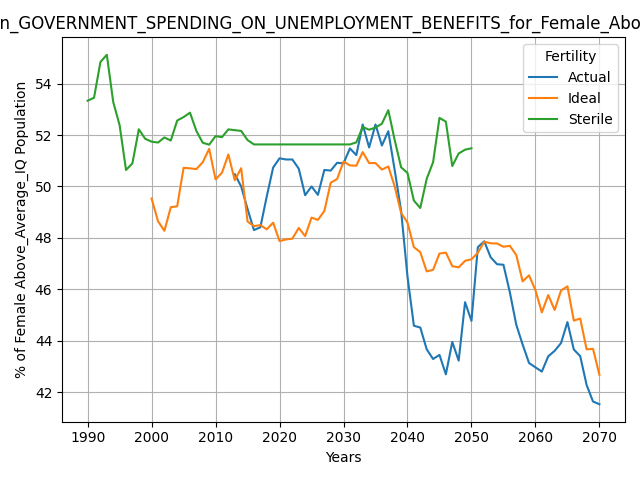 n_GOVERNMENT_SPENDING_ON_UNEMPLOYMENT_BENEFITS_for_Female_Abo
% of Female Above_Average_IQ Population
54
52
50
48
46
44
42
Fertility
Actual
Ideal
Sterile
1990 2000 2010 2020 2030 2040 2050 2060 2070
Years